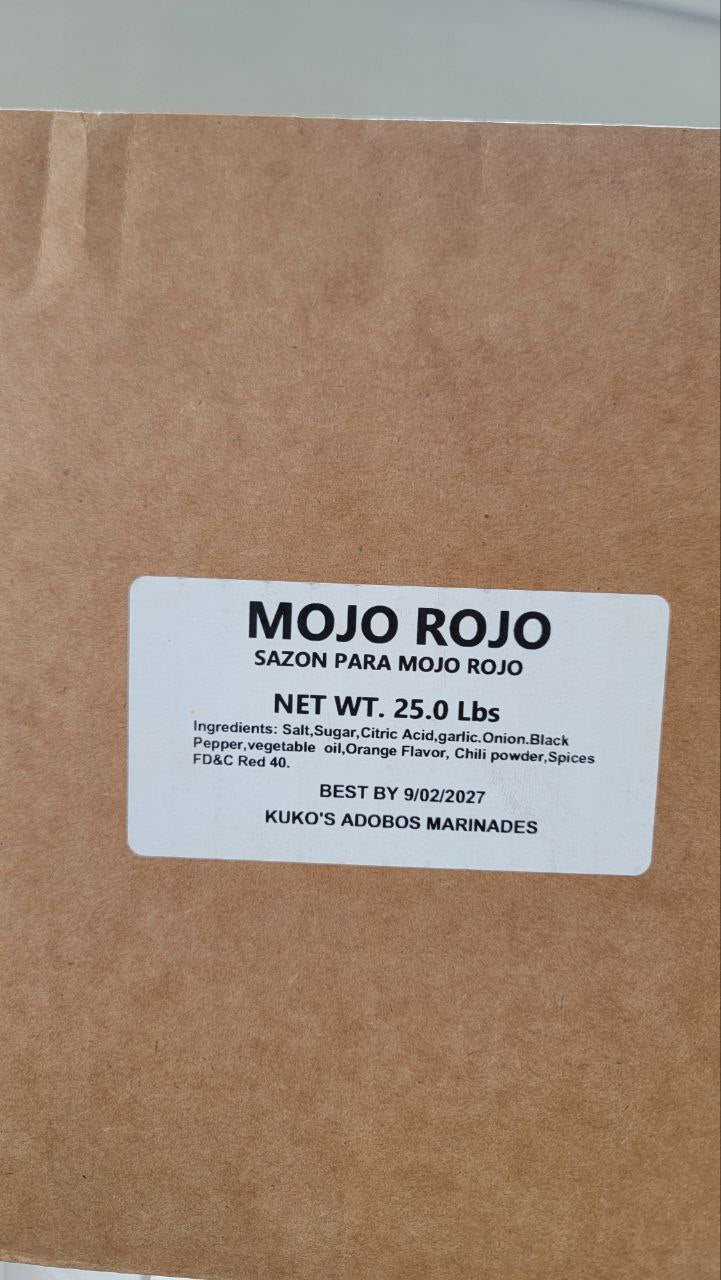 MOJO ROJO
SAZON PARA MOJO ROJO
NET WT. 25.0 Lbs
Ingredients: Salt,Sugar,Citric Acid,garlic.Onion.Black
Pepper,vegetable oil,Orange Flavor, Chili powder,Spices
FD&C Red 40.
BEST BY 9/02/2027
KUKO'S ADOBOS MARINADES